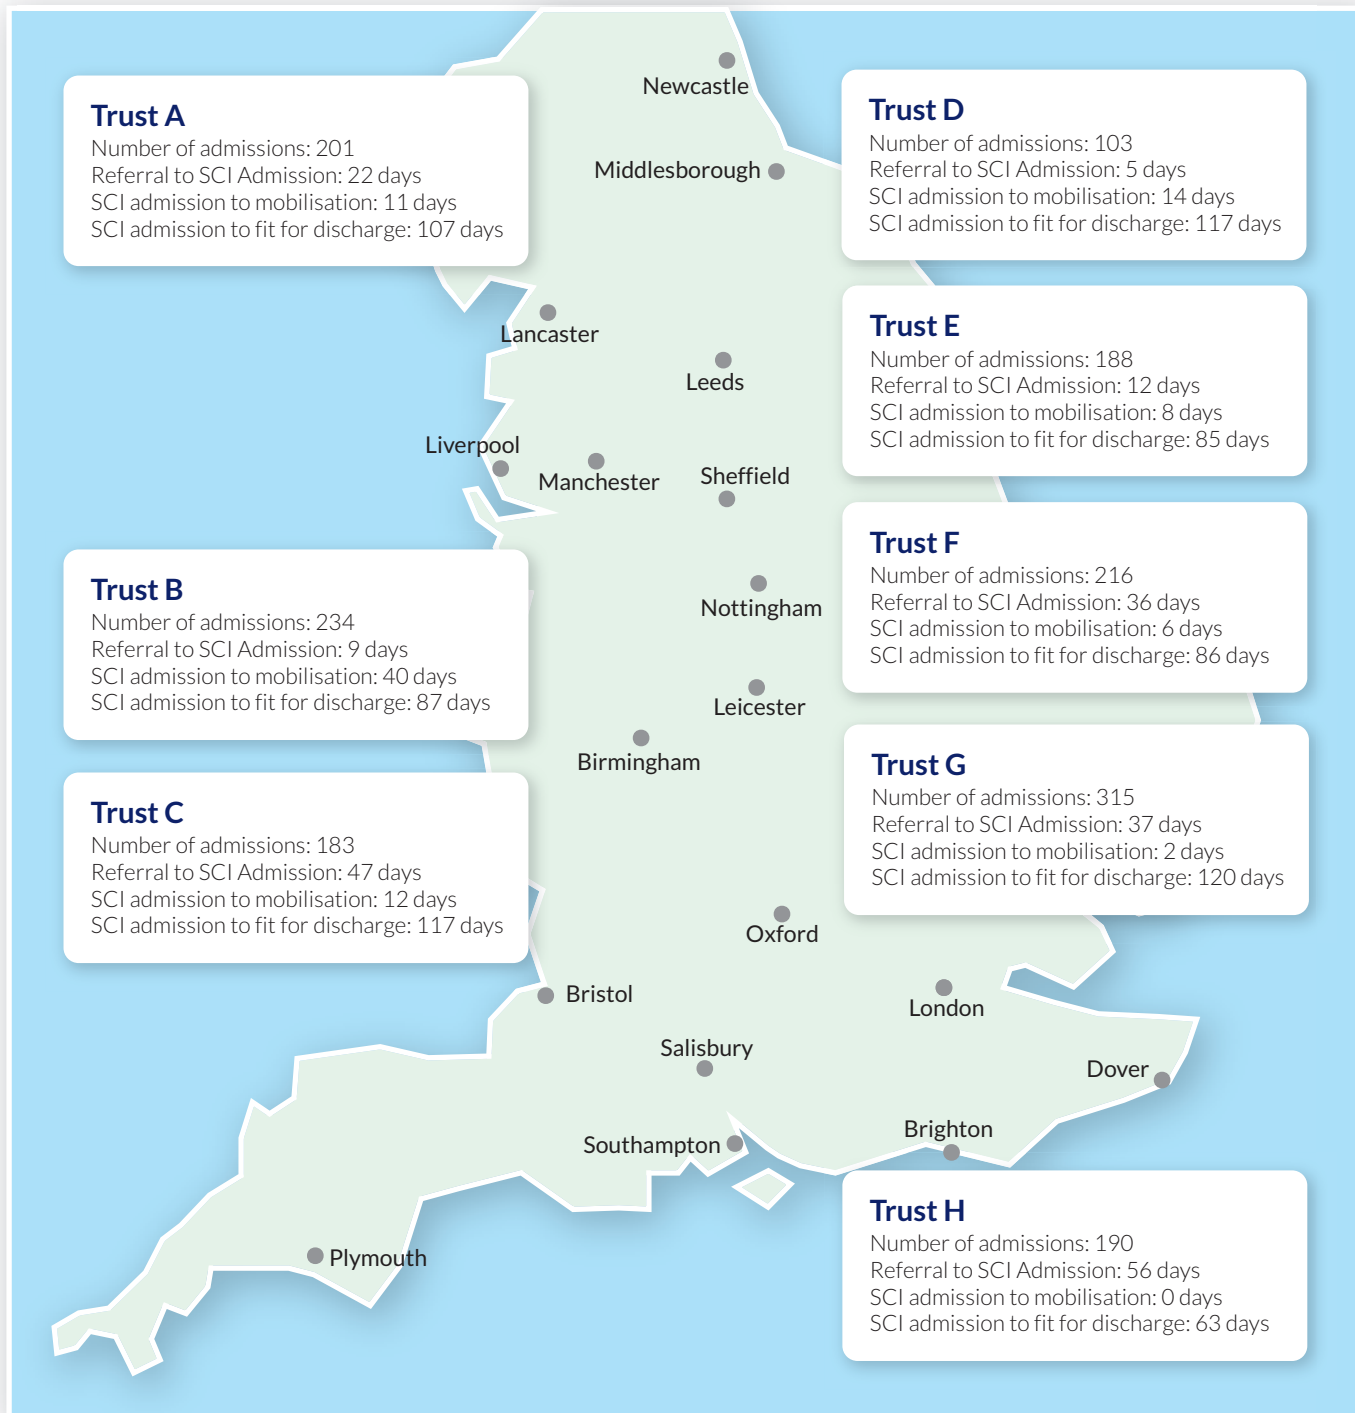 Newcastle
Middlesborough
Lancaster
Leeds
Liverpool
Manchester
Sheffield
Nottingham
Leicester
Birmingham
Oxford
Bristol
London
Salisbury
Dover
Brighton
Southampton
Plymouth
Trust A
Number of admissions: 201
Referral to SCI Admission: 22 days
SCI admission to mobilisation: 11 days
SCI admission to fit for discharge: 107 days
Trust B
Number of admissions: 234
Referral to SCI Admission: 9 days
SCI admission to mobilisation: 40 days
SCI admission to fit for discharge: 87 days
Trust C
Number of admissions: 183
Referral to SCI Admission: 47 days
SCI admission to mobilisation: 12 days
SCI admission to fit for discharge: 117 days
Trust D
Number of admissions: 103
Referral to SCI Admission: 5 days
SCI admission to mobilisation: 14 days
SCI admission to fit for discharge: 117 days
Trust E
Number of admissions: 188
Referral to SCI Admission: 12 days
SCI admission to mobilisation: 8 days
SCI admission to fit for discharge: 85 days
Trust F
Number of admissions: 216
Referral to SCI Admission: 36 days
SCI admission to mobilisation: 6 days
SCI admission to fit for discharge: 86 days
Trust G
Number of admissions: 315
Referral to SCI Admission: 37 days
SCI admission to mobilisation: 2 days
SCI admission to fit for discharge: 120 days
Trust H
Number of admissions: 190
Referral to SCI Admission: 56 days
SCI admission to mobilisation: 0 days
SCI admission to fit for discharge: 63 days